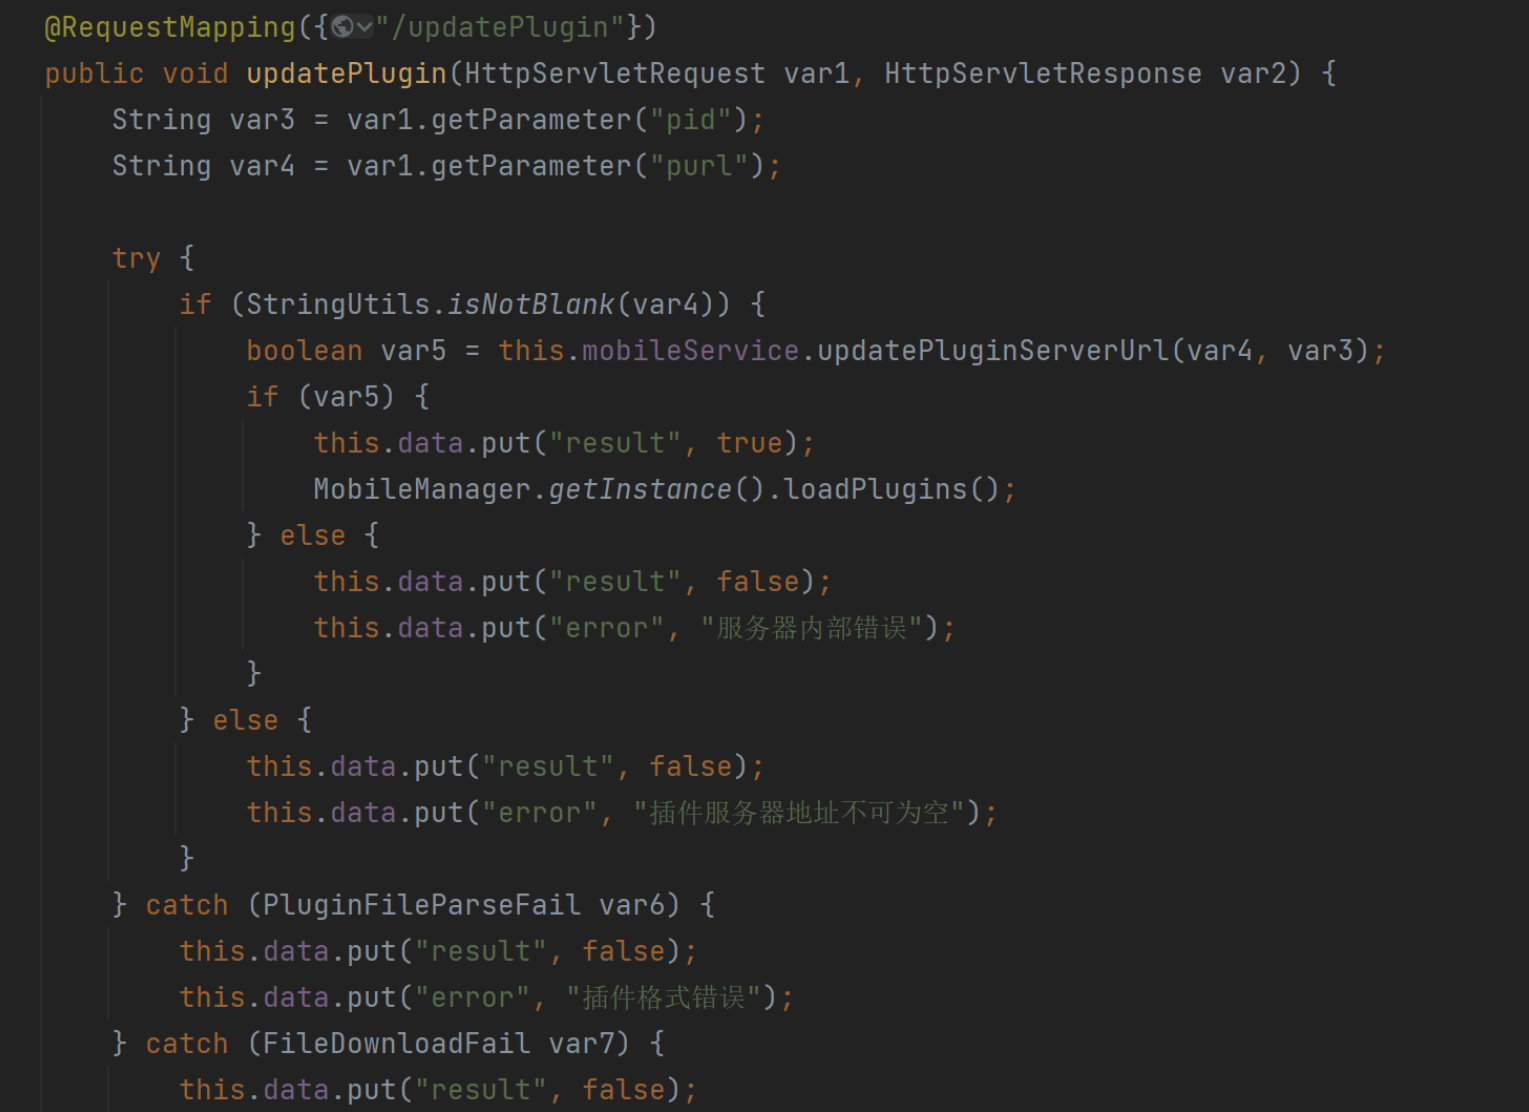 @RequestMapping({"/updatePlugin"})
public void updatePlugin(HttpServletRequest var1, HttpServletResponse var2) {
    String var3 = var1.getParameter("pid");
    String var4 = var1.getParameter("purl");

    try {
        if (StringUtils.isNotBlank(var4)) {
            boolean var5 = this.mobileService.updatePluginServerUrl(var4, var3);
            if (var5) {
                this.data.put("result", true);
                MobileManager.getInstance().loadPlugins();
            } else {
                this.data.put("result", false);
                this.data.put("error", "服务器内部错误");
            }
        } else {
            this.data.put("result", false);
            this.data.put("error", "插件服务器地址不可为空");
        }
    } catch (PluginFileParseFail var6) {
        this.data.put("result", false);
        this.data.put("error", "插件格式错误");
    } catch (FileDownloadFail var7) {
        this.data.put("result", false);